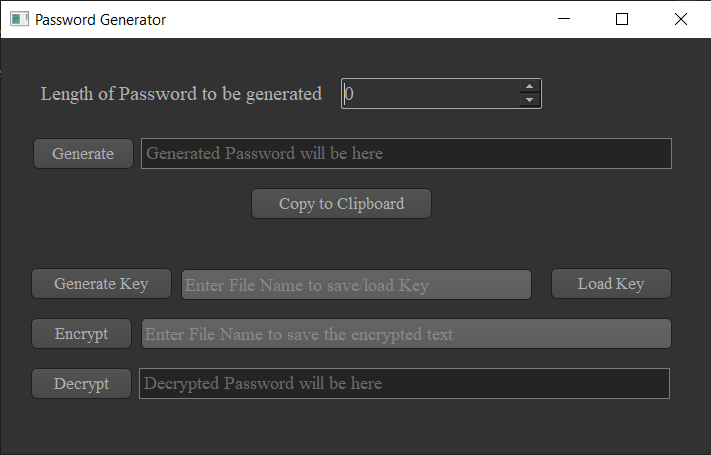 Password Generator
Length of Password to be generated 0
Generate Generated Password will be here
Copy to Clipboard
Generate Key Enter File Name to save/load Key Load Key
Encrypt Enter File Name to save the encrypted text
Decrypt Decrypted Password will be here